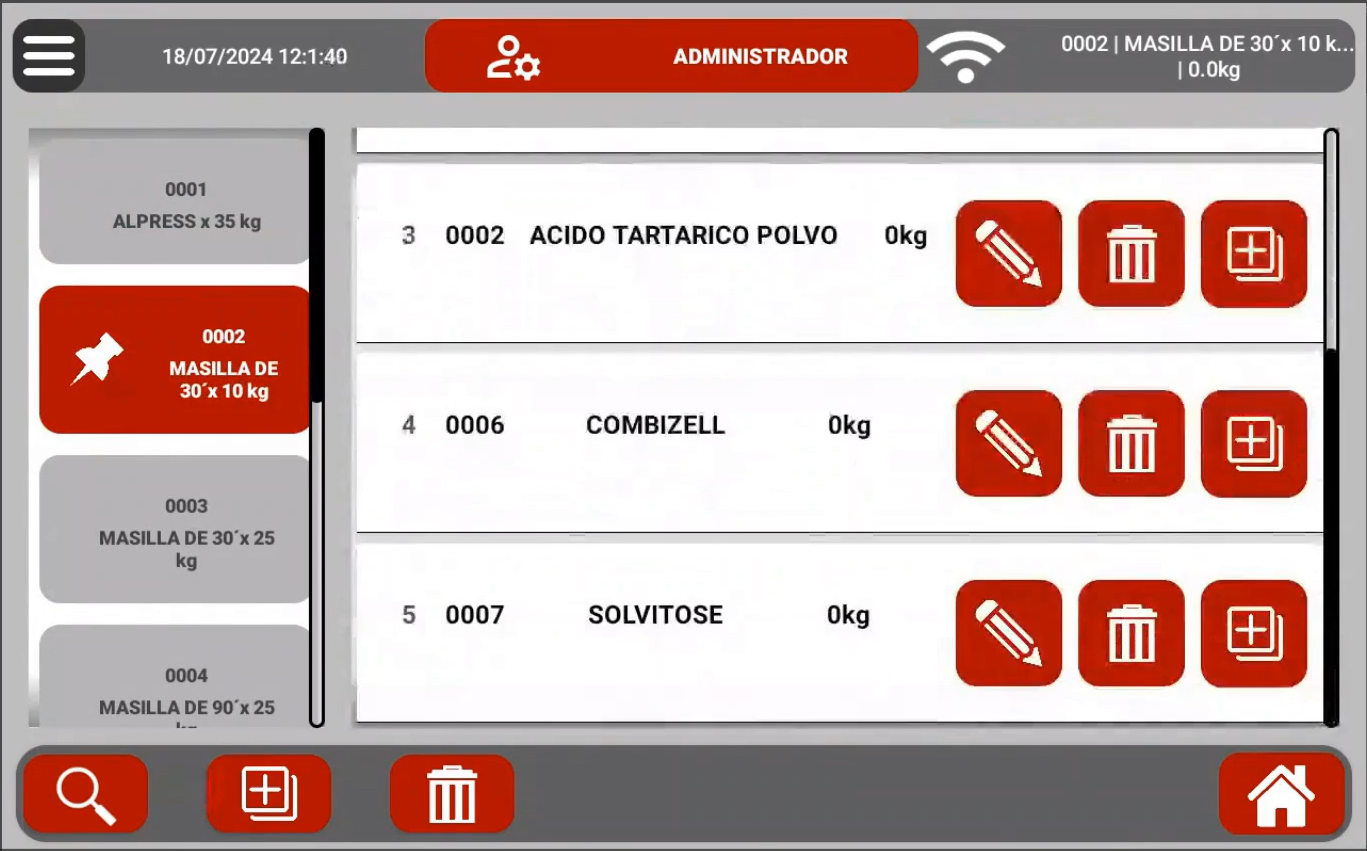 18/07/2024 12:1:40
ADMINISTRADOR
0002 | MASILLA DE 30´x 10 k...
| 0.0kg
0001
ALPRESS x 35 kg
0002
MASILLA DE
30´x 10 kg
0003
MASILLA DE 30´x 25
kg
0004
MASILLA DE 90´x 25
3 0002 ACIDO TARTARICO POLVO 0kg
4 0006 COMBIZELL 0kg
5 0007 SOLVITOSE 0kg